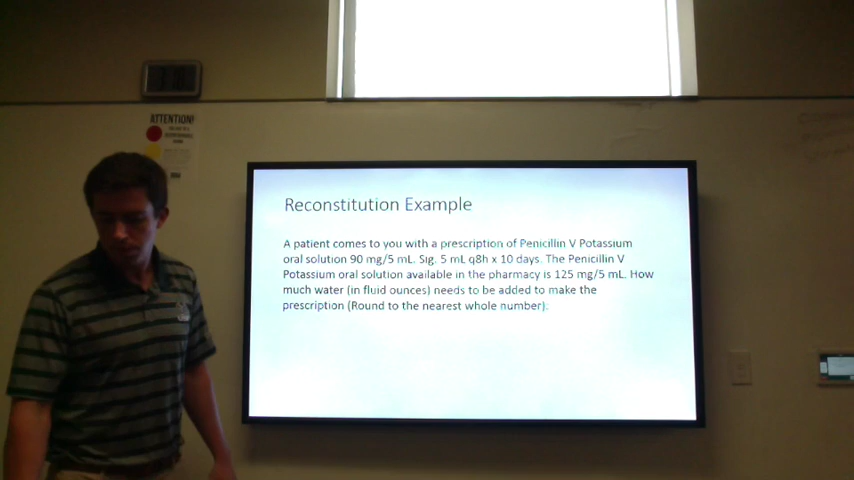 ATTENTION!
Reconstitution Example
A patient comes to you with a prescription of Penicillin V Potassium
oral solution 90 mg/5 mL. Sig. 5 mL q8h x 10 days. The Penicillin V
Potassium oral solution available in the pharmacy is 125 mg/5 mL. How
much water (in fluid ounces) needs to be added to make the
prescription (Round to the nearest whole number).